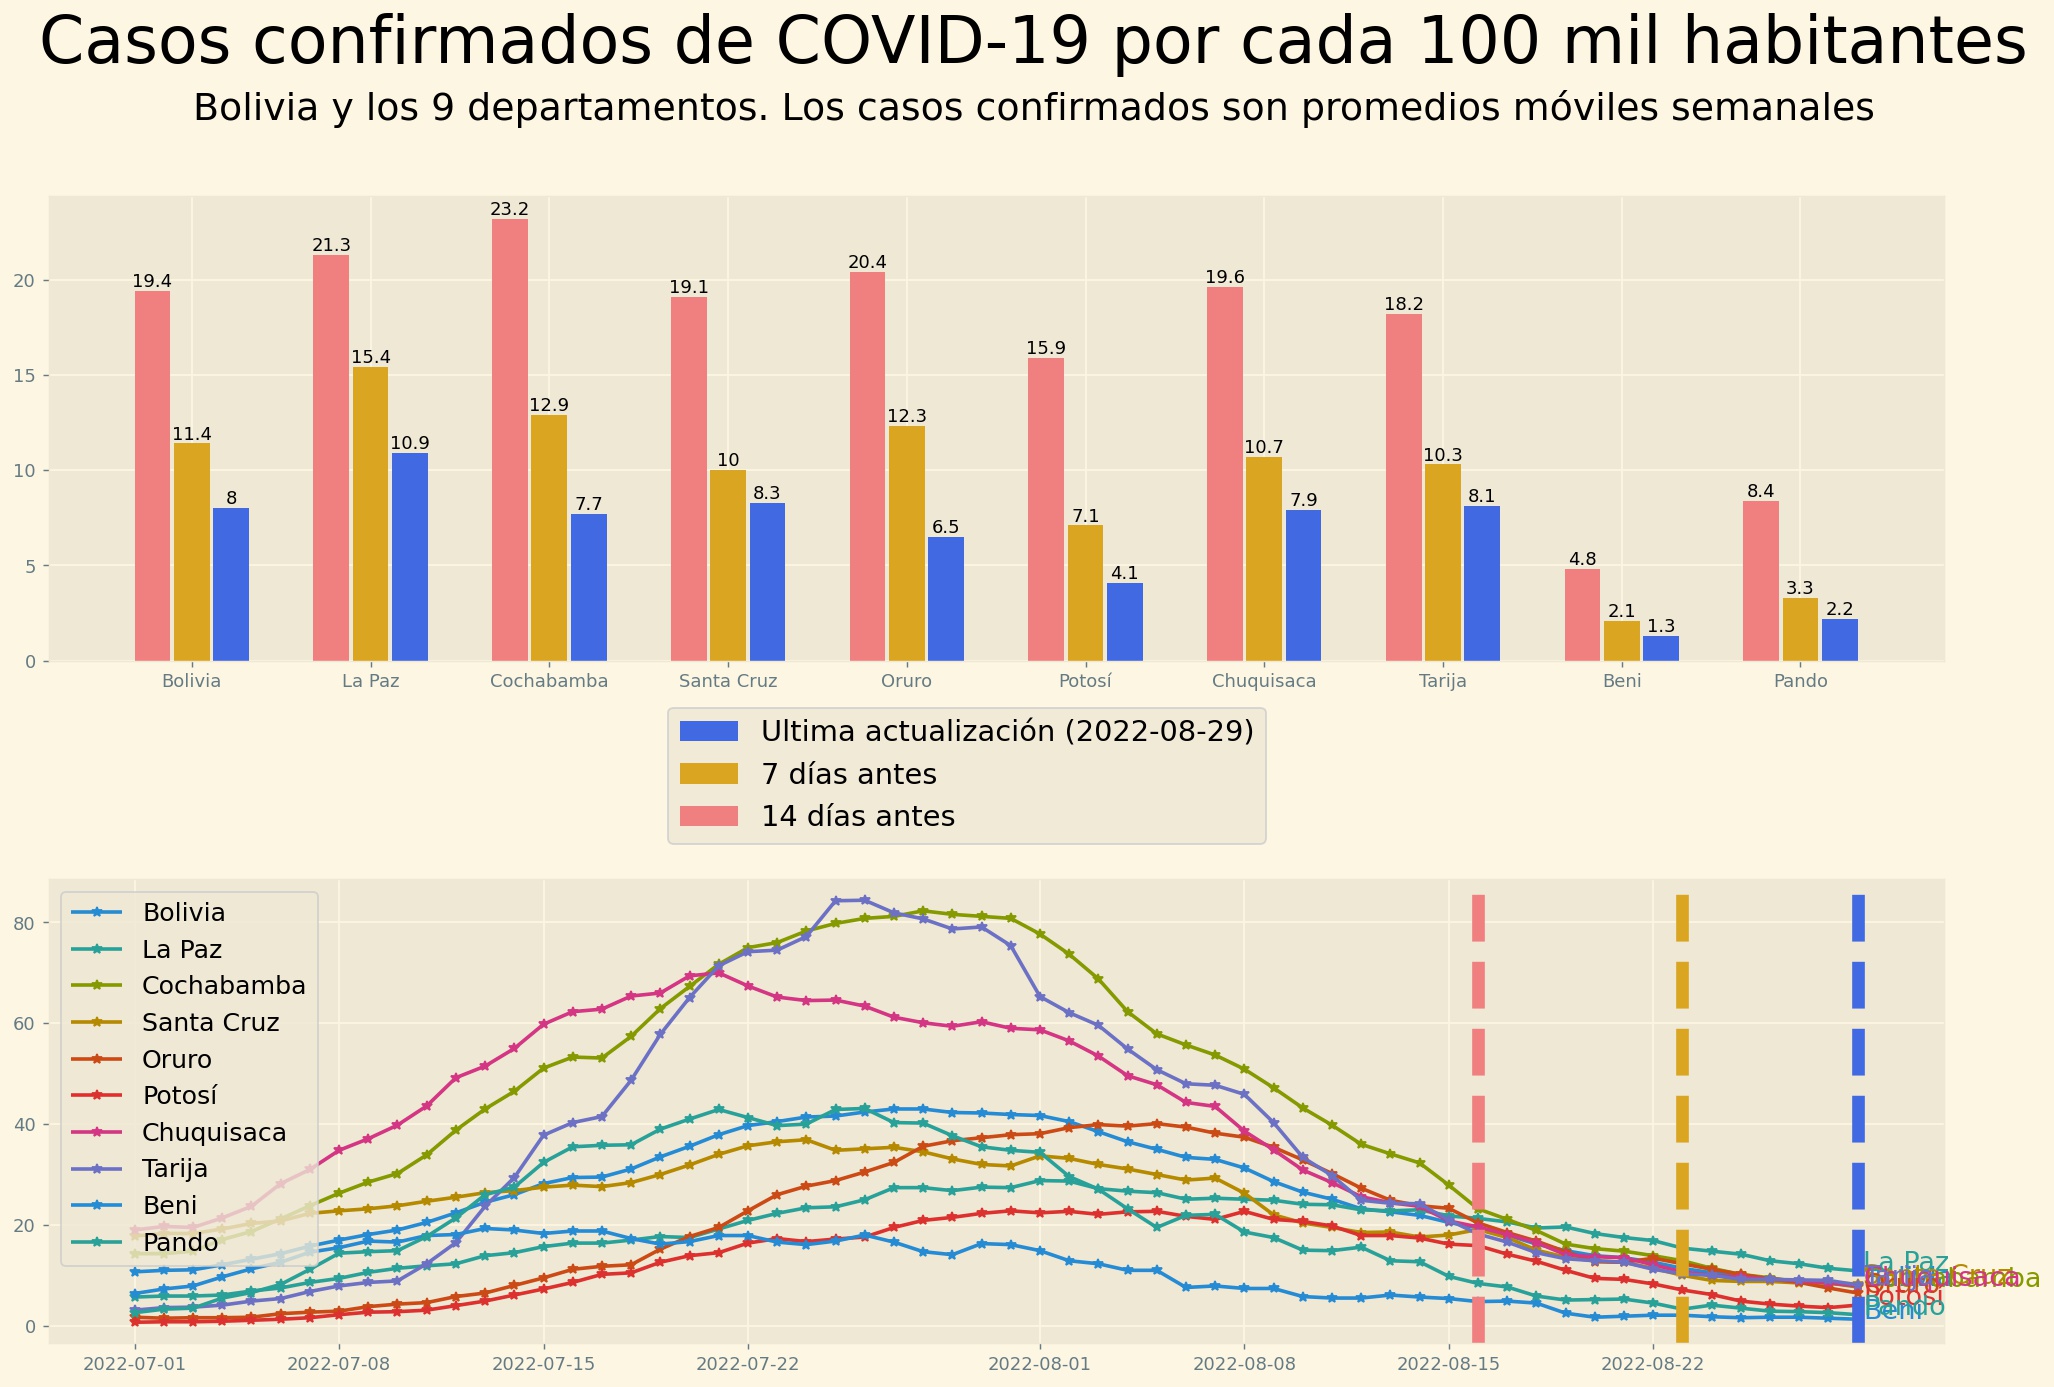 Casos confirmados de COVID-19 por cada 100 mil habitantes
Bolivia y los 9 departamentos. Los casos confirmados son promedios móviles semanales
23.2
21.3
20.4
19.4 19.1 19.6
18.2
15.9
15.4
12.9
12.3
11.4
10.9 10.7
10 10.3
8 7.7 8.3 7.9 8.1 8.4
7.1
6.5
4.1
4.8
3.3
2.1 1.3 2.2
20
15
10
5
0
Bolivia La Paz Cochabamba Santa Cruz Oruro Potosí Chuquisaca Tarija Beni Pando
Ultima actualización (2022-08-29)
7 días antes
14 días antes
80
60
40
20
0
Bolivia
La Paz
Cochabamba
Santa Cruz
Oruro
Potosí
Chuquisaca
Tarija
Beni
Pando
La Paz
Potosí
Pando
Beni
2022-07-01 2022-07-08 2022-07-15 2022-07-22 2022-08-01 2022-08-08 2022-08-15 2022-08-22